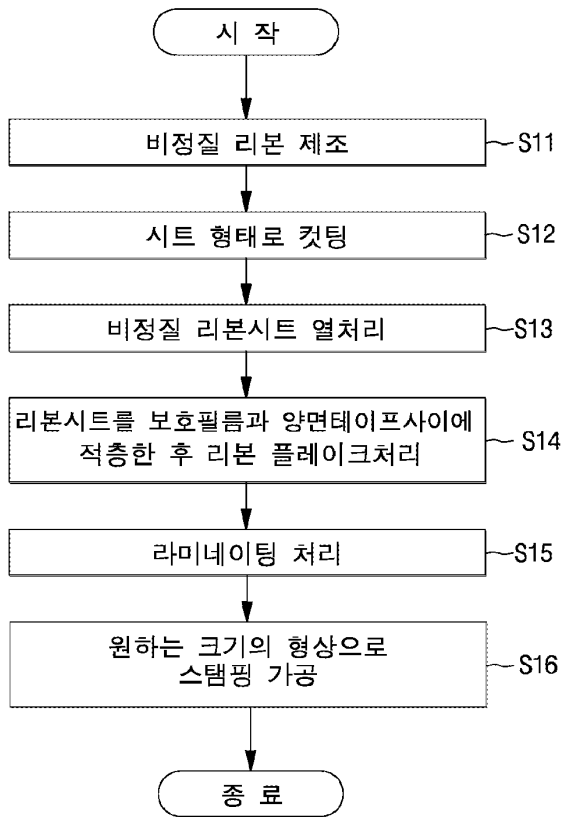 시 작
비정질 리본 제조
S11
시트 형태로 컷팅
S12
비정질 리본시트 열처리
S13
리본시트를 보호필름과 양면테이프사이에
적층한 후 리본 플레이크처리
S14
라미네이팅 처리
S15
원하는 크기의 형상으로
스탬핑 가공
S16
종 료